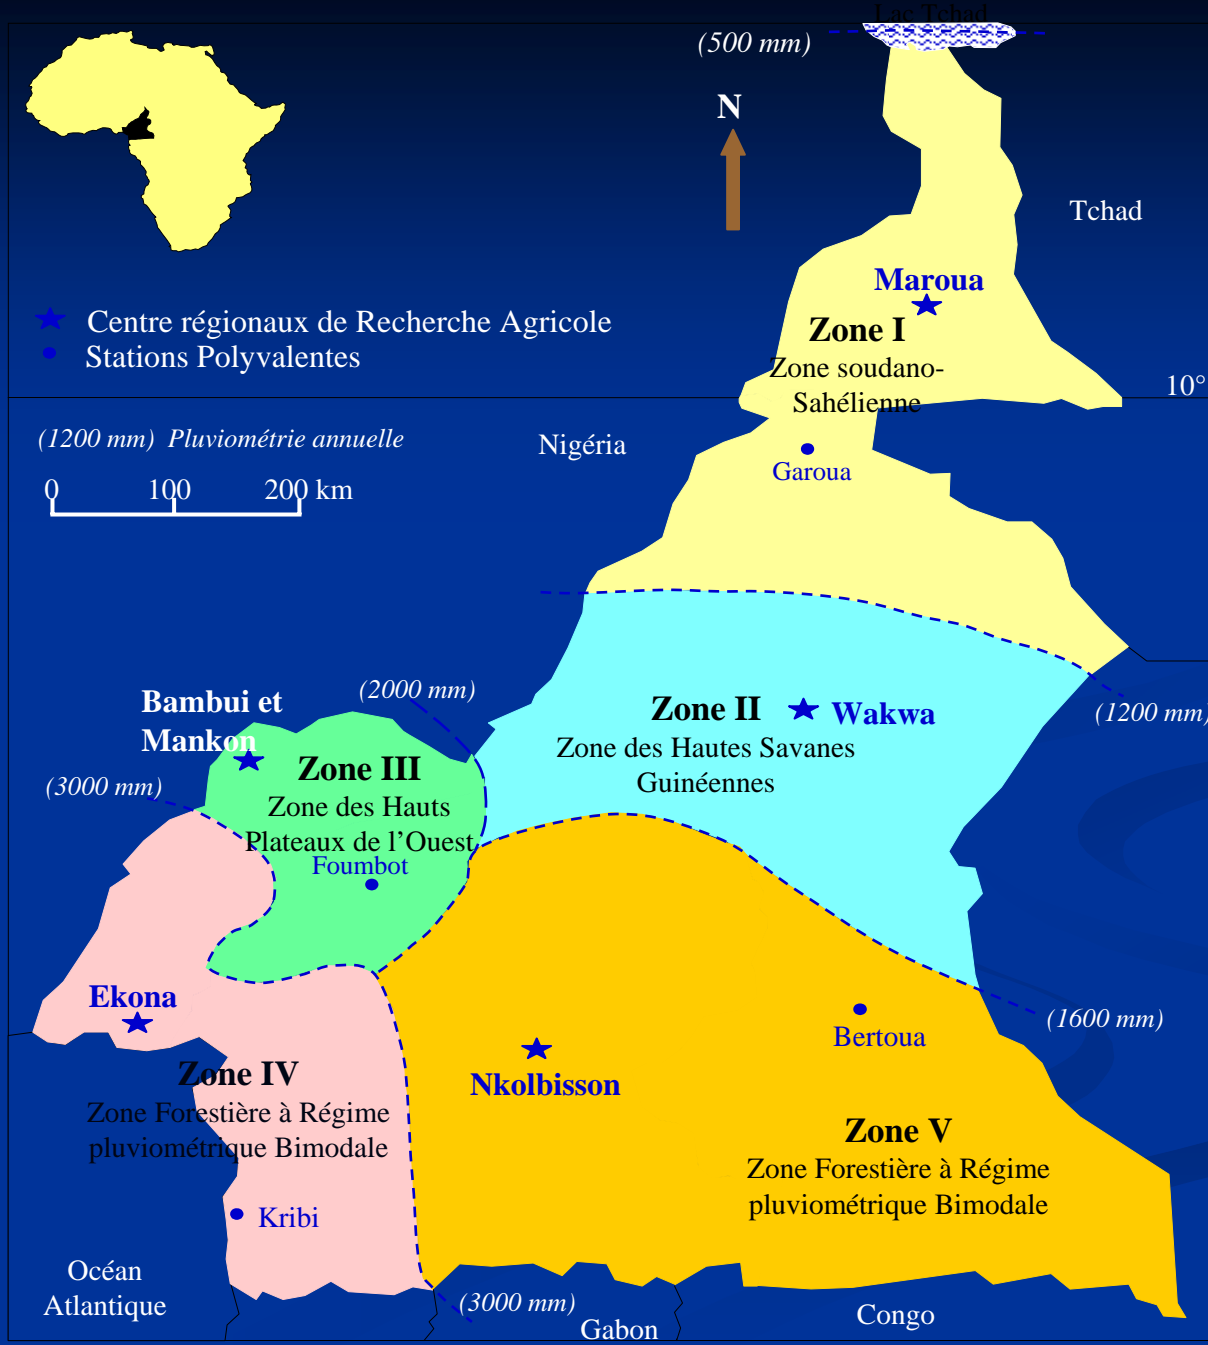 Lac Tchad
(500 mm)
N
Tchad
Maroua
Centre régionaux de Recherche Agricole
Zone I
Stations Polyvalentes
Zone soudano-
Sahélienne
10°
(1200 mm) Pluviométrie annuelle
Nigéria
Garoua
0 100 200 km
Bambui et
Mankon
(2000 mm)
Zone II
Wakwa
(1200 mm)
Zone des Hautes Savanes
Guinéennes
Zone III
(3000 mm)
Zone des Hauts
Plateaux de l’Ouest
Foumbot
Ekona
(1600 mm)
Bertoua
Zone IV
Nkolbisson
Zone Forestière à Régime
pluviométrique Bimodale
Zone V
Zone Forestière à Régime
pluviométrique Bimodale
Kribi
Océan
Atlantique
(3000 mm)
Gabon
Congo